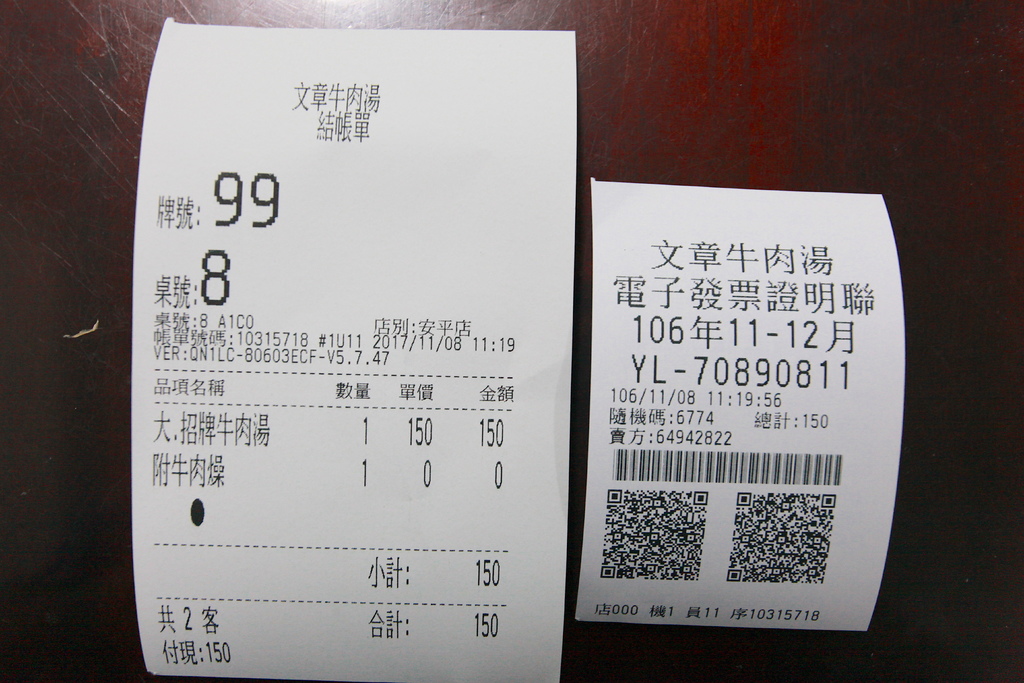 文章牛肉湯
結帳單
牌號: 99
桌號:8
桌號:8 A1C0 店別:安平店
帳單號碼:10315718 #1U11 2017/11/08 11:19
VER:QN1LC-80603ECF-V5.7.47
品項名稱 數量 單價 金額
大.招牌牛肉湯 1 150 150
附牛肉燥 1 0 0
小計: 150
共 2 客 合計: 150
付現:150
文章牛肉湯
電子發票證明聯
106年11-12月
YL-70890811
106/11/08 11:19:56
隨機碼:6774 總計:150
賣方:64942822
店000 機1 員11 序10315718